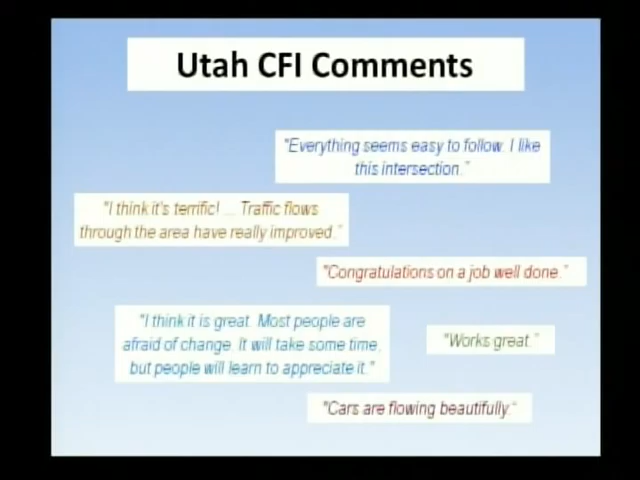 Utah CFI Comments
"Everything seems easy to follow. I like
this intersection."
"I think it's terrific! ... Traffic flows
through the area have really improved."
"Congratulations on a job well done."
"I think it is great. Most people are
afraid of change. It will take some time,
but people will learn to appreciate it."
"Works great."
"Cars are flowing beautifully."